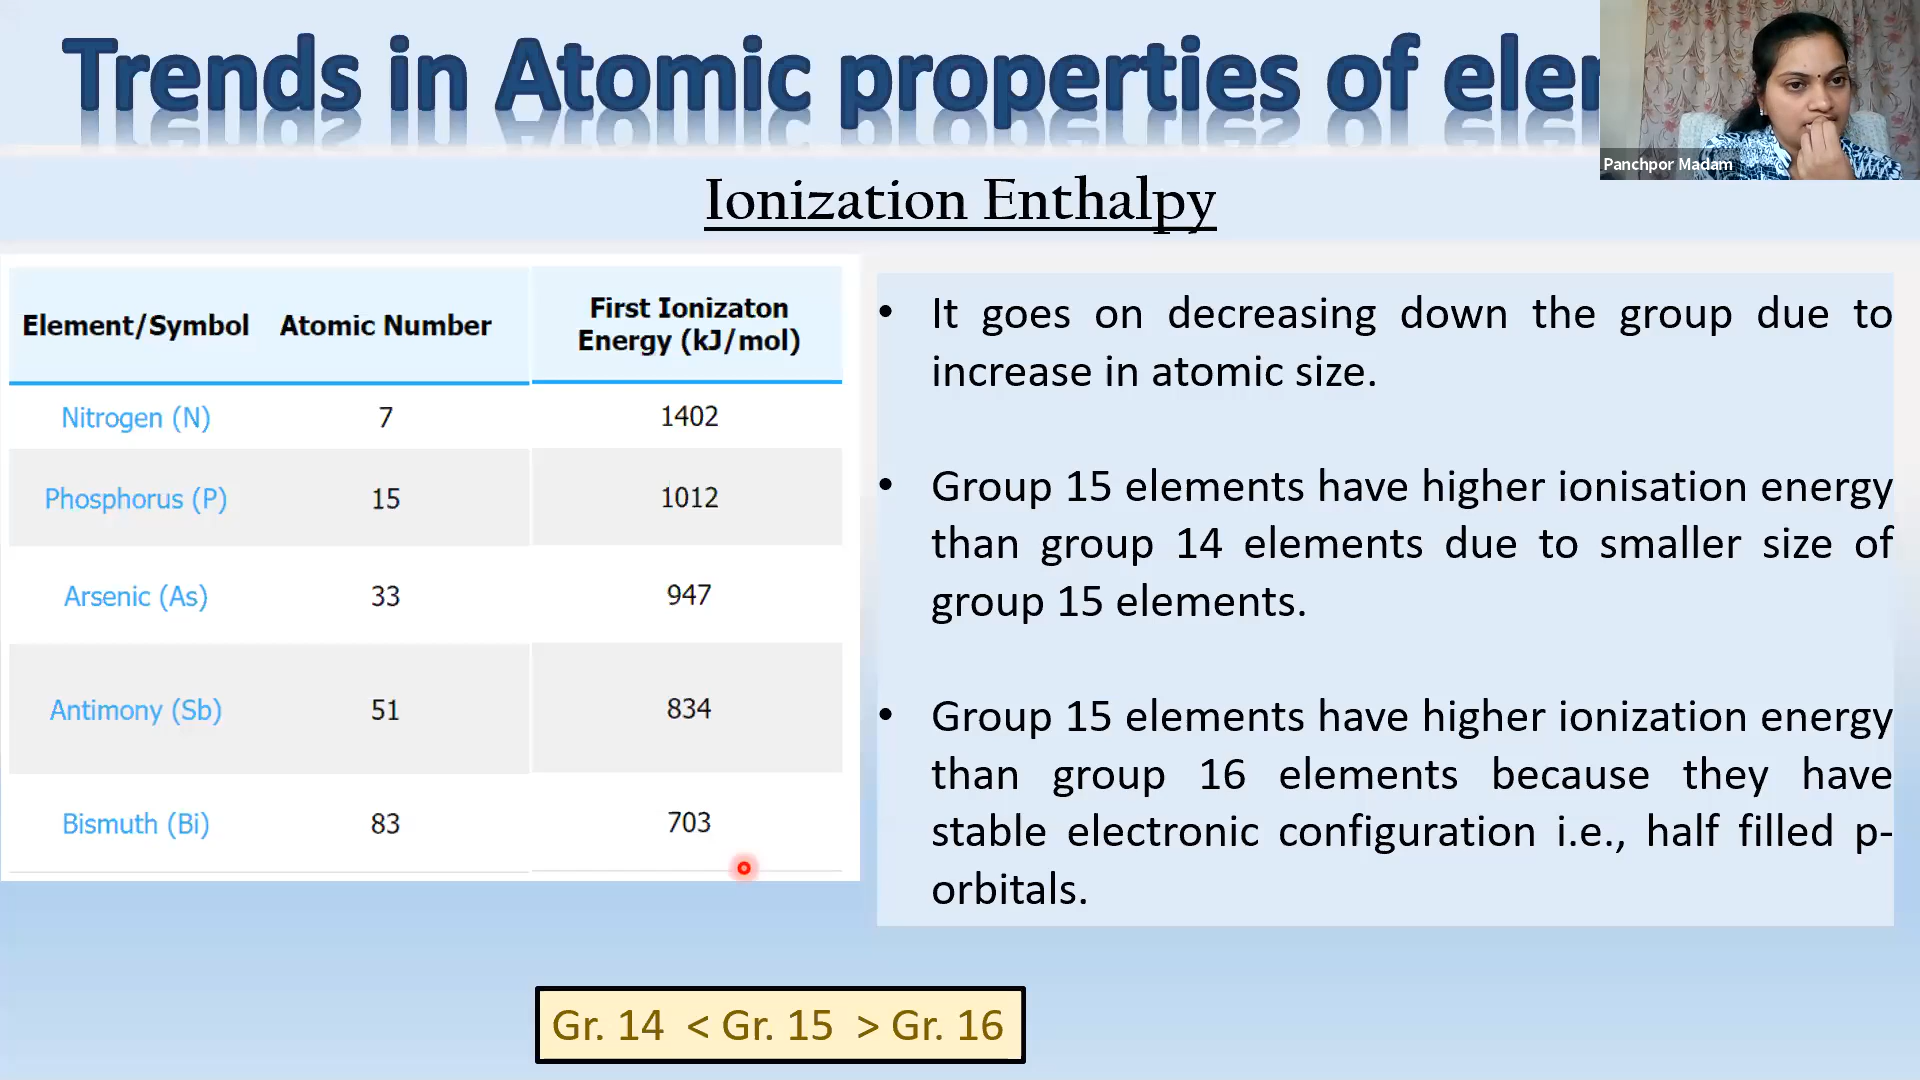 Trends in Atomic properties of elem
Panchpor Madam
Ionization Enthalpy
Element/Symbol Atomic Number First Ionizaton Energy (kJ/mol)
Nitrogen (N) 7 1402
Phosphorus (P) 15 1012
Arsenic (As) 33 947
Antimony (Sb) 51 834
Bismuth (Bi) 83 703
• It goes on decreasing down the group due to
increase in atomic size.
• Group 15 elements have higher ionisation energy
than group 14 elements due to smaller size of
group 15 elements.
• Group 15 elements have higher ionization energy
than group 16 elements because they have
stable electronic configuration i.e., half filled p-
orbitals.
Gr. 14 < Gr. 15 > Gr. 16